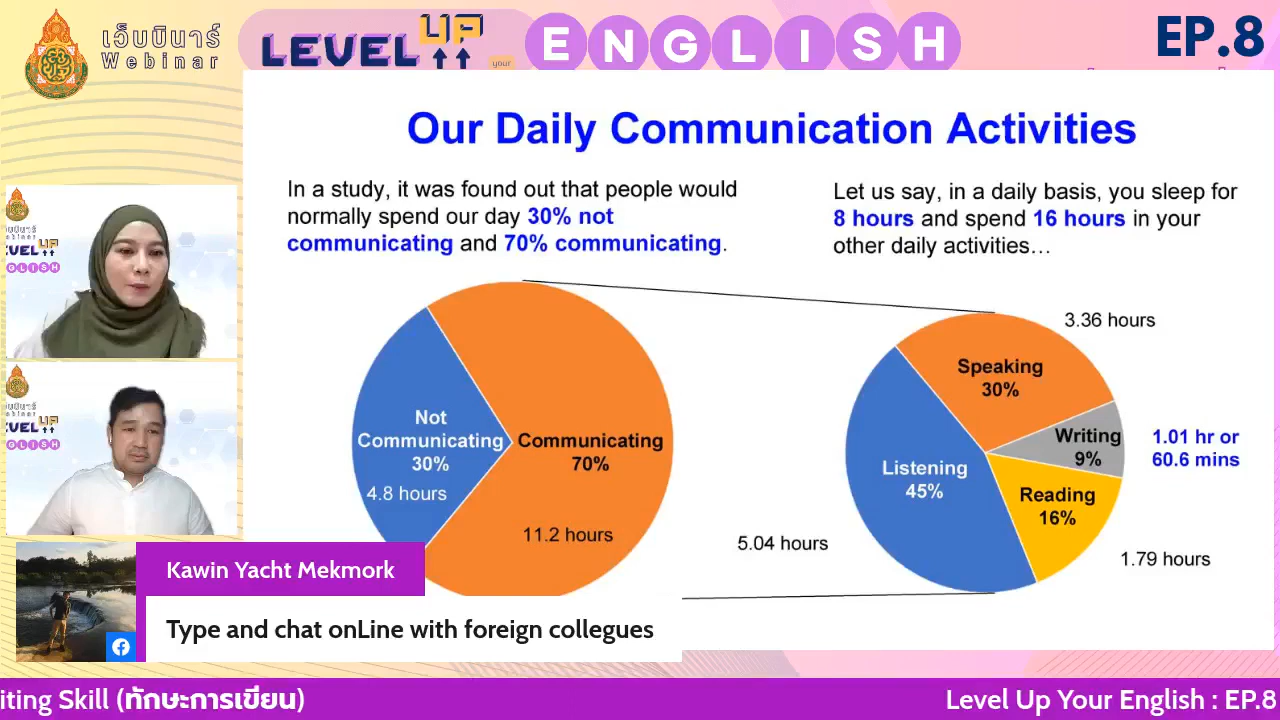 เว็บบินาร์
Webinar
LEVEL UP
your
ENGLISH
EP.8
Our Daily Communication Activities
In a study, it was found out that people would
normally spend our day 30% not
communicating and 70% communicating.
Let us say, in a daily basis, you sleep for
8 hours and spend 16 hours in your
other daily activities…
Not
Communicating
30%
4.8 hours
Communicating
70%
11.2 hours
3.36 hours
Speaking
30%
Writing
9%
1.01 hr or
60.6 mins
Listening
45%
Reading
16%
5.04 hours
1.79 hours
Kawin Yacht Mekmork
Type and chat onLine with foreign collegues
iting Skill (ทักษะการเขียน)
Level Up Your English : EP.8